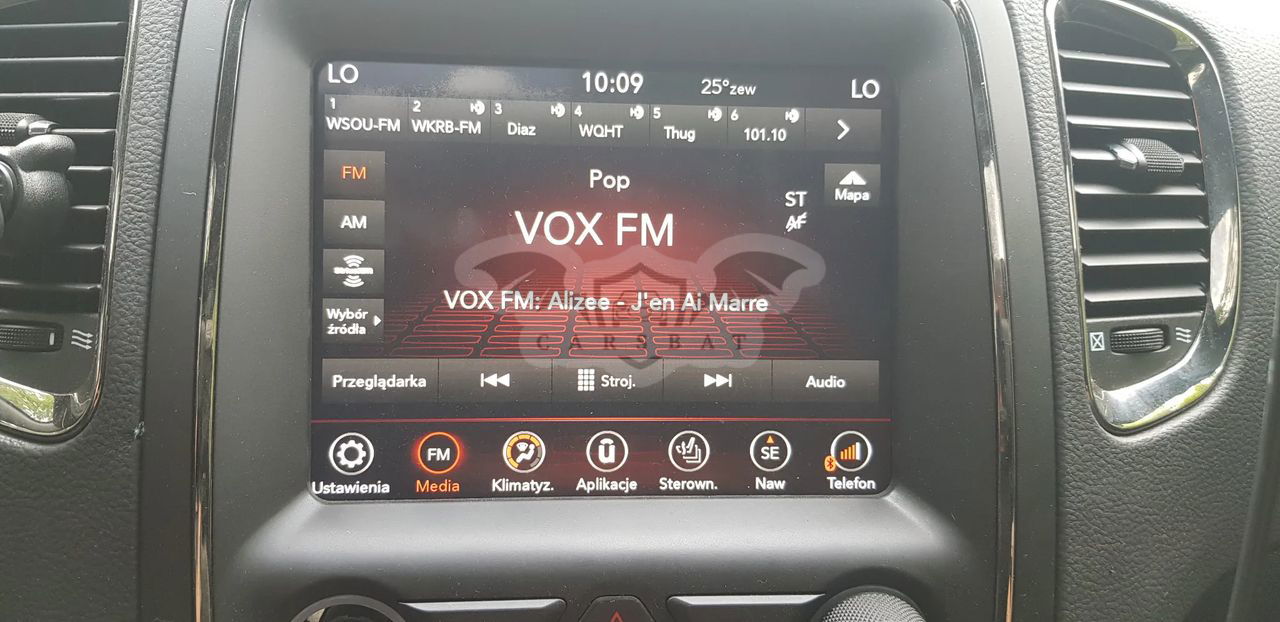 LO 10:09 25°zew LO
1 2 3 4 5 6
WSOU-FM WKRB-FM Diaz WQHT Thug 101.10
FM
Pop
Mapa
ST
AF
AM
VOX FM
SiriusXM
VOX FM: Alizee - J'en Ai Marre
Wybór
źródła
CARSBAT
Przeglądarka Stroj. Audio
FM SE
Ustawienia Media Klimatyz. Aplikacje Sterown. Naw Telefon